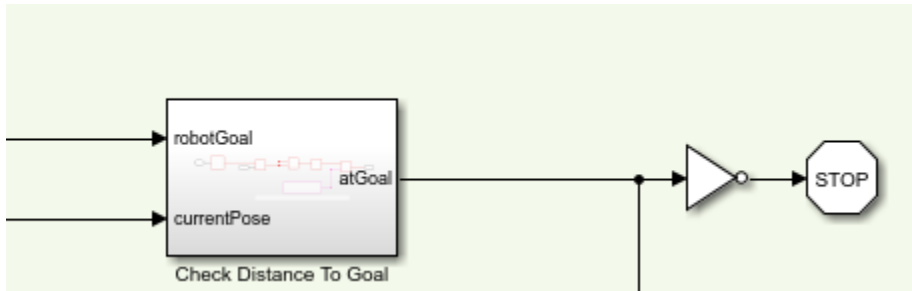 robotGoal
atGoal
STOP
currentPose
Check Distance To Goal